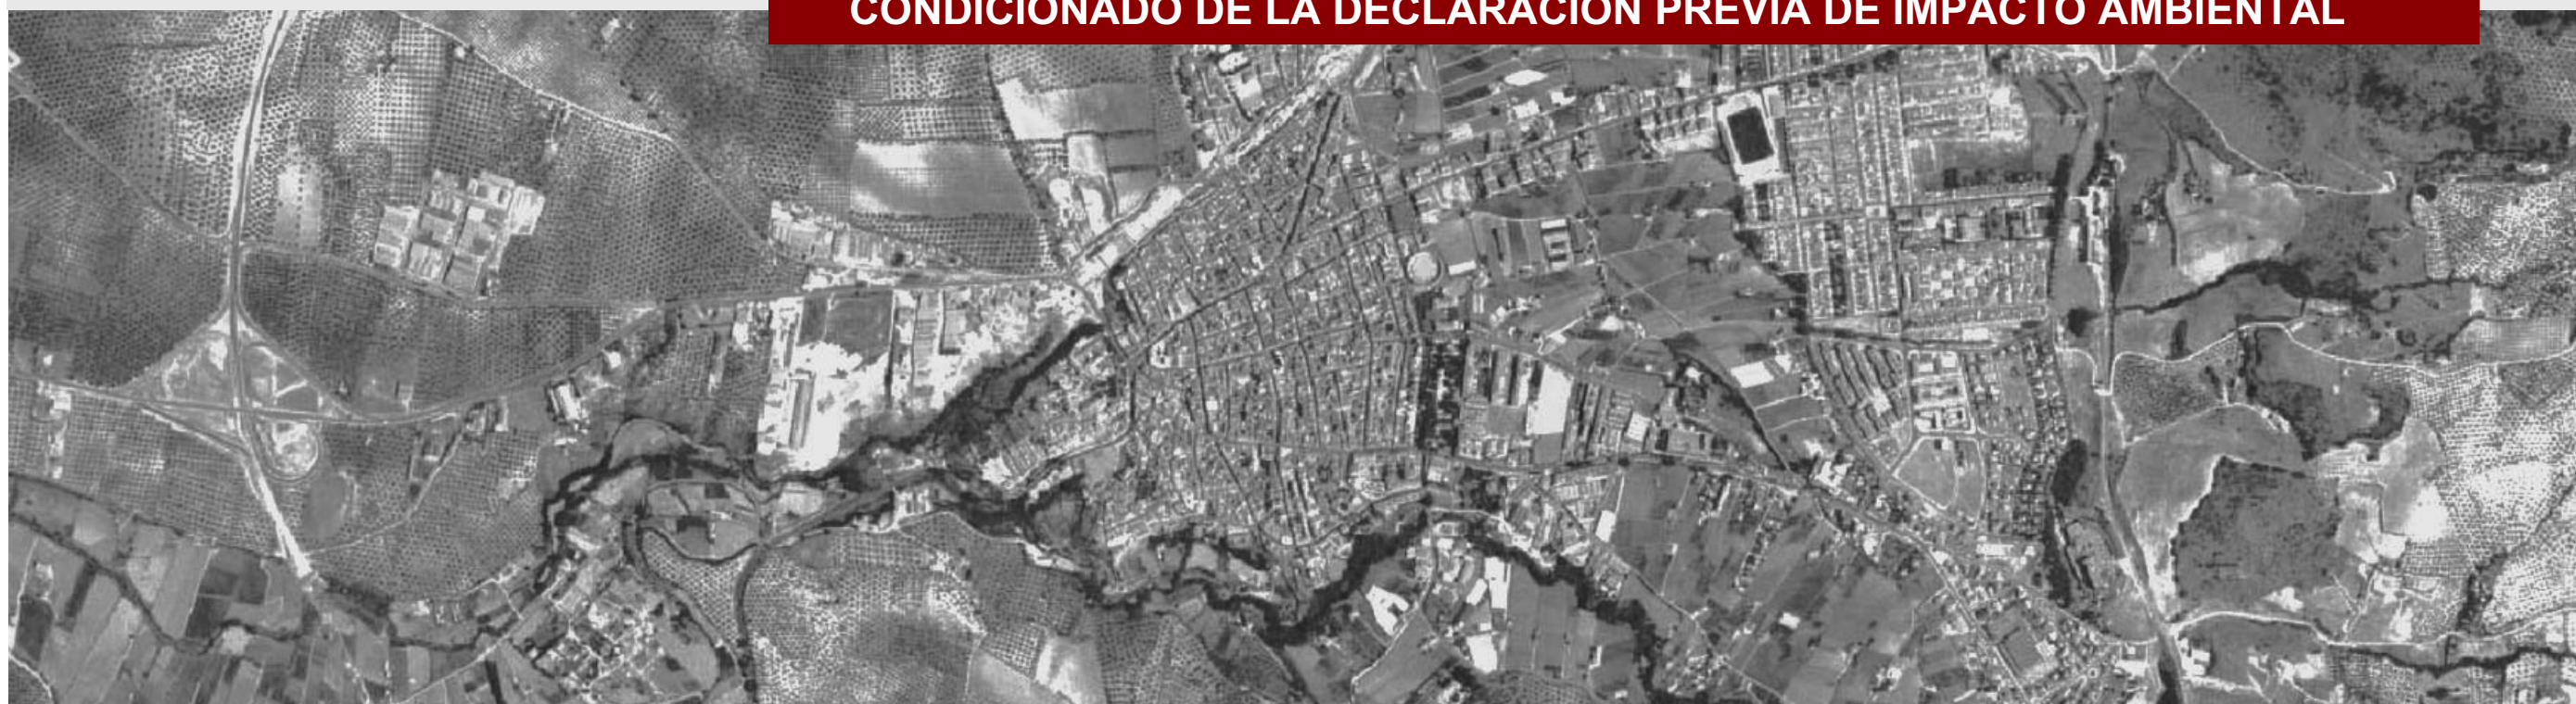 CONDICIONADO DE LA DECLARACIÓN PREVIA DE IMPACTO AMBIENTAL